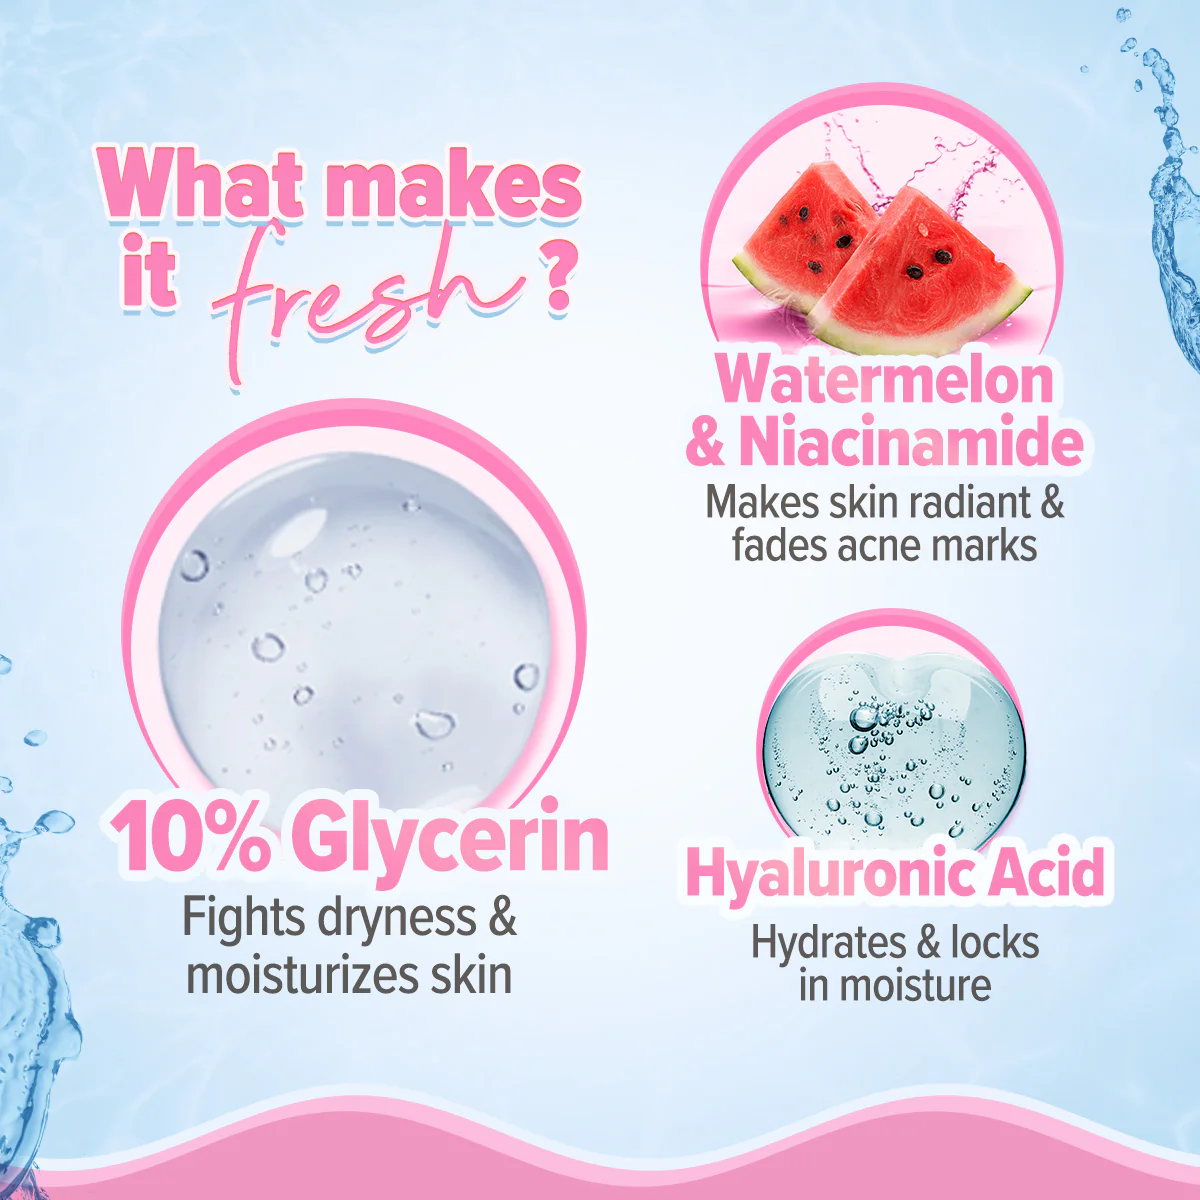 What makes
it fresh?
Watermelon
& Niacinamide
Makes skin radiant &
fades acne marks
10% Glycerin
Fights dryness &
moisturizes skin
Hyaluronic Acid
Hydrates & locks
in moisture